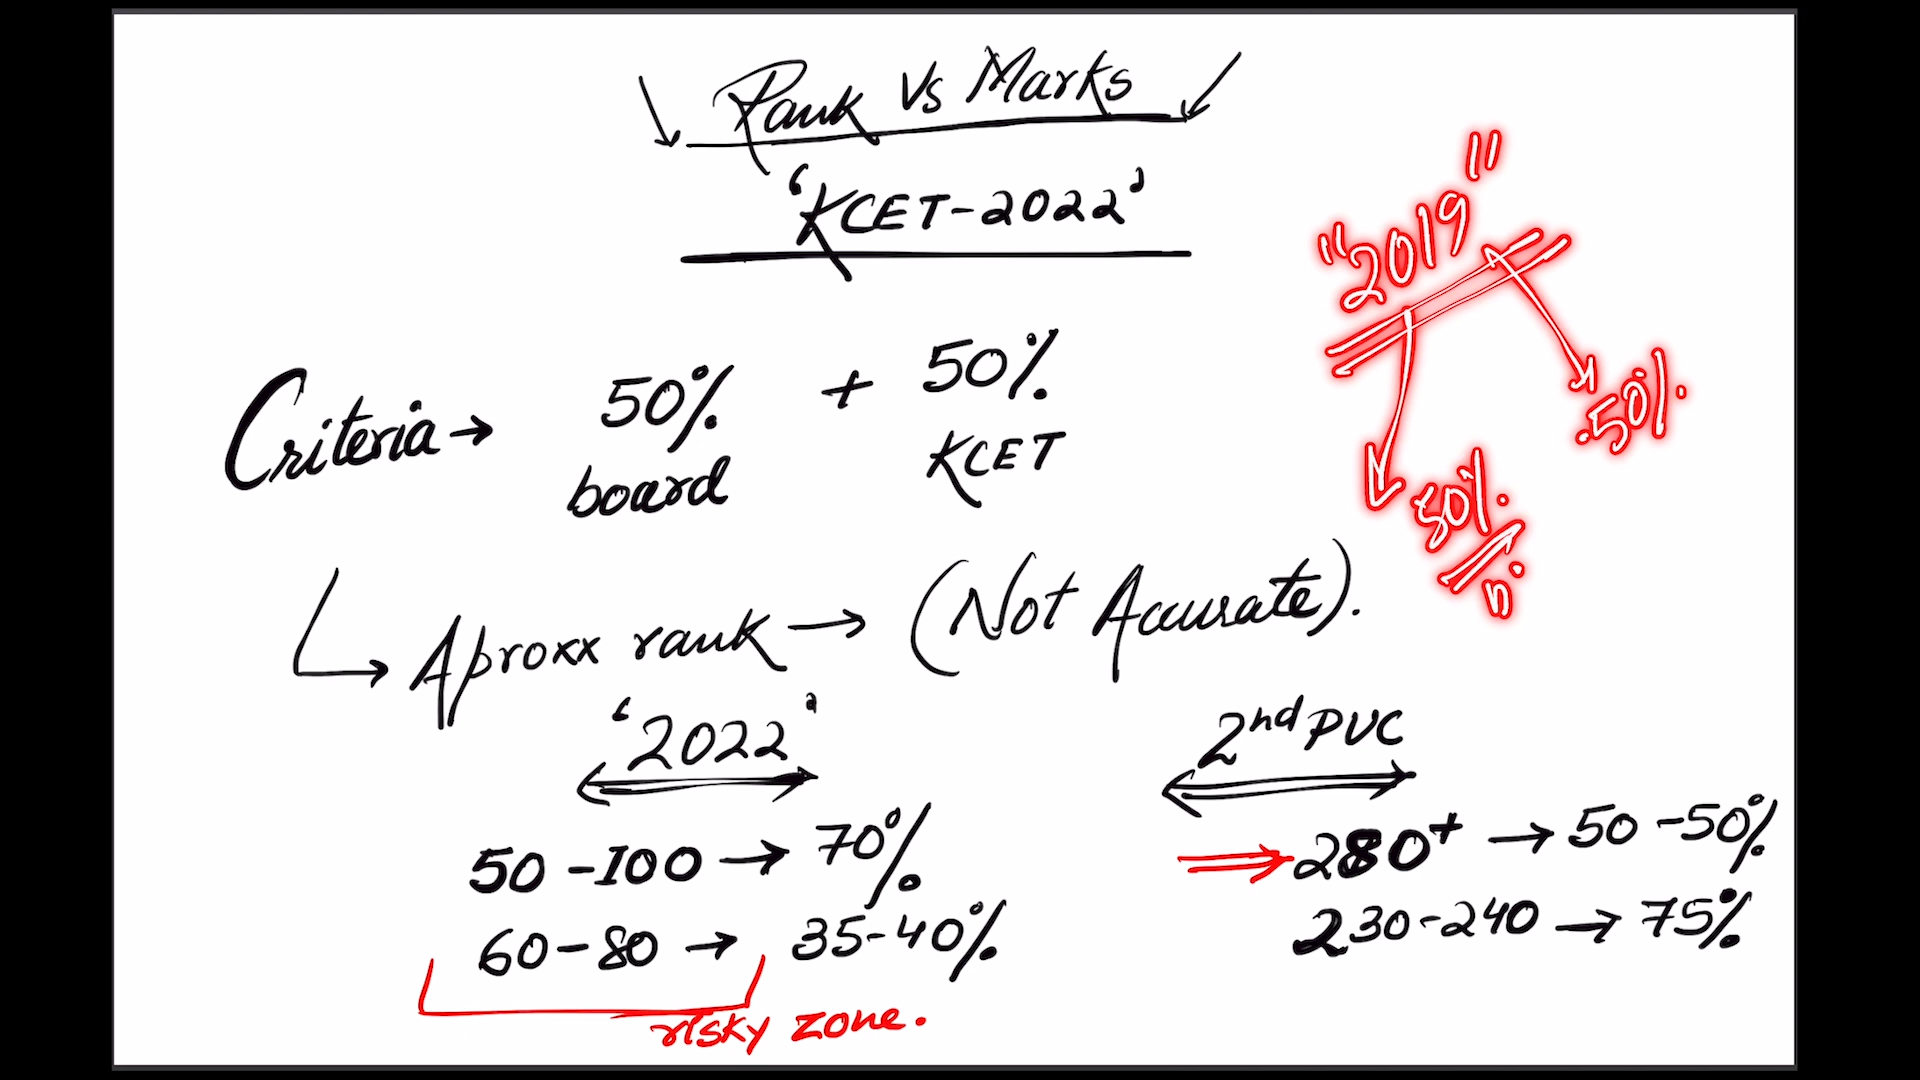 Rank Vs Marks
'KCET-2022'
"2019"
50%
50%
Criteria → 50% + 50%
board KCET
Aproxx rank → (Not Accurate).
'2022'
50-100 → 70%
60-80 → 35-40%
risky zone.
2nd PUC
280+ → 50-50%
230-240 → 75%